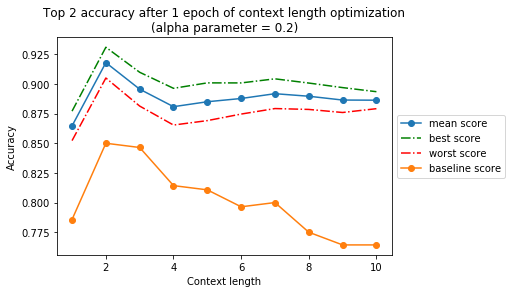 Top 2 accuracy after 1 epoch of context length optimization
(alpha parameter = 0.2)
0.925
0.900
0.875
0.850
0.825
0.800
0.775
Accuracy
2 4 6 8 10
Context length
mean score
best score
worst score
baseline score